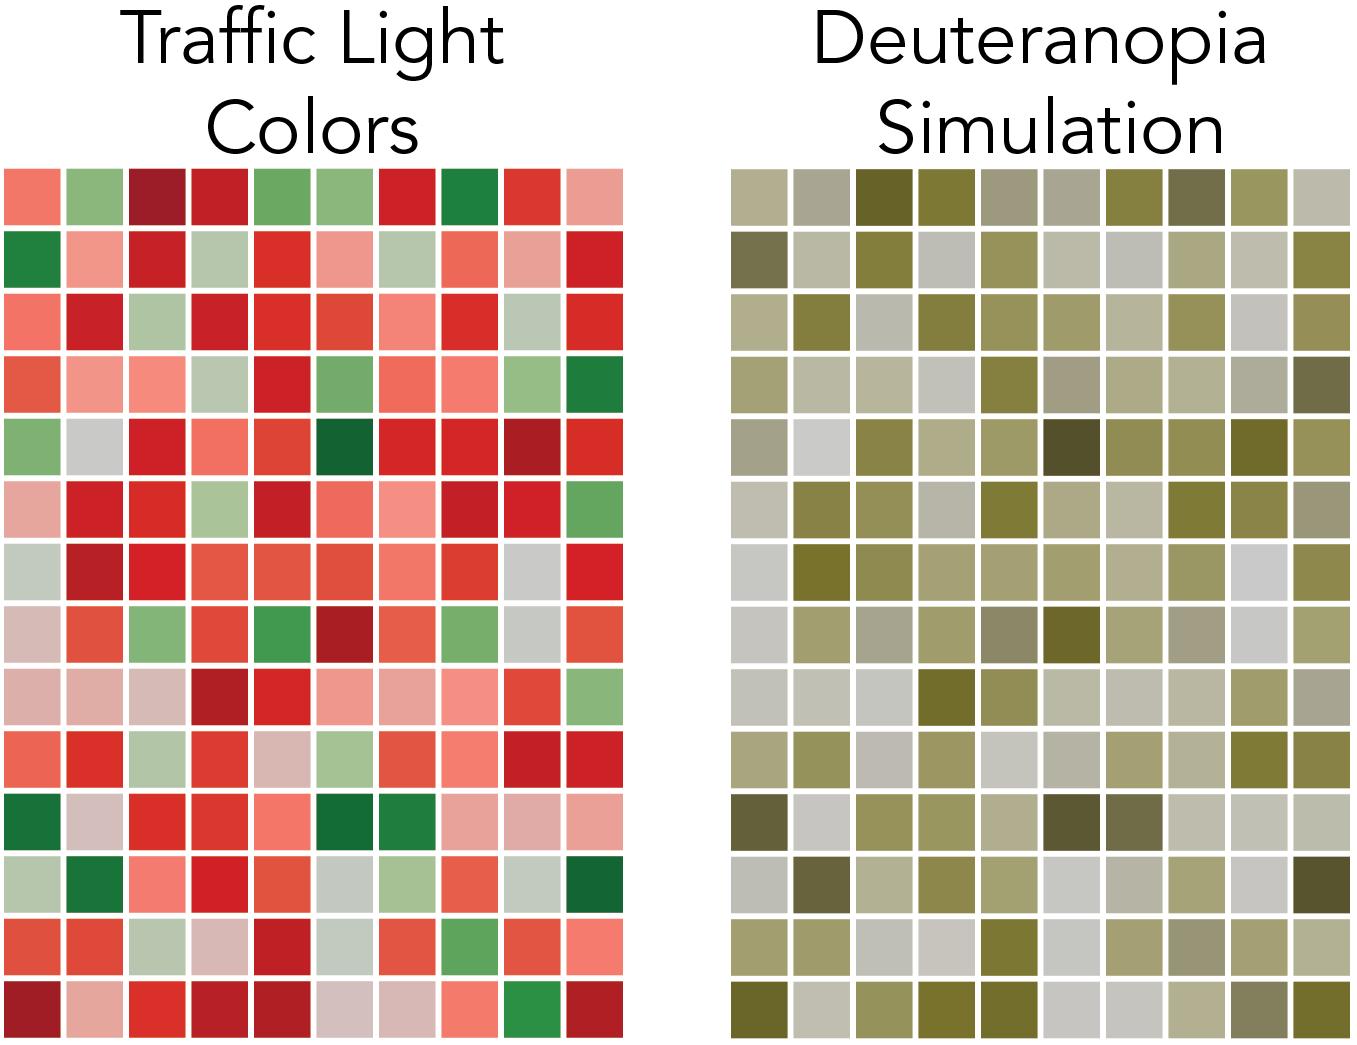 Traffic Light
Colors
Deuteranopia
Simulation